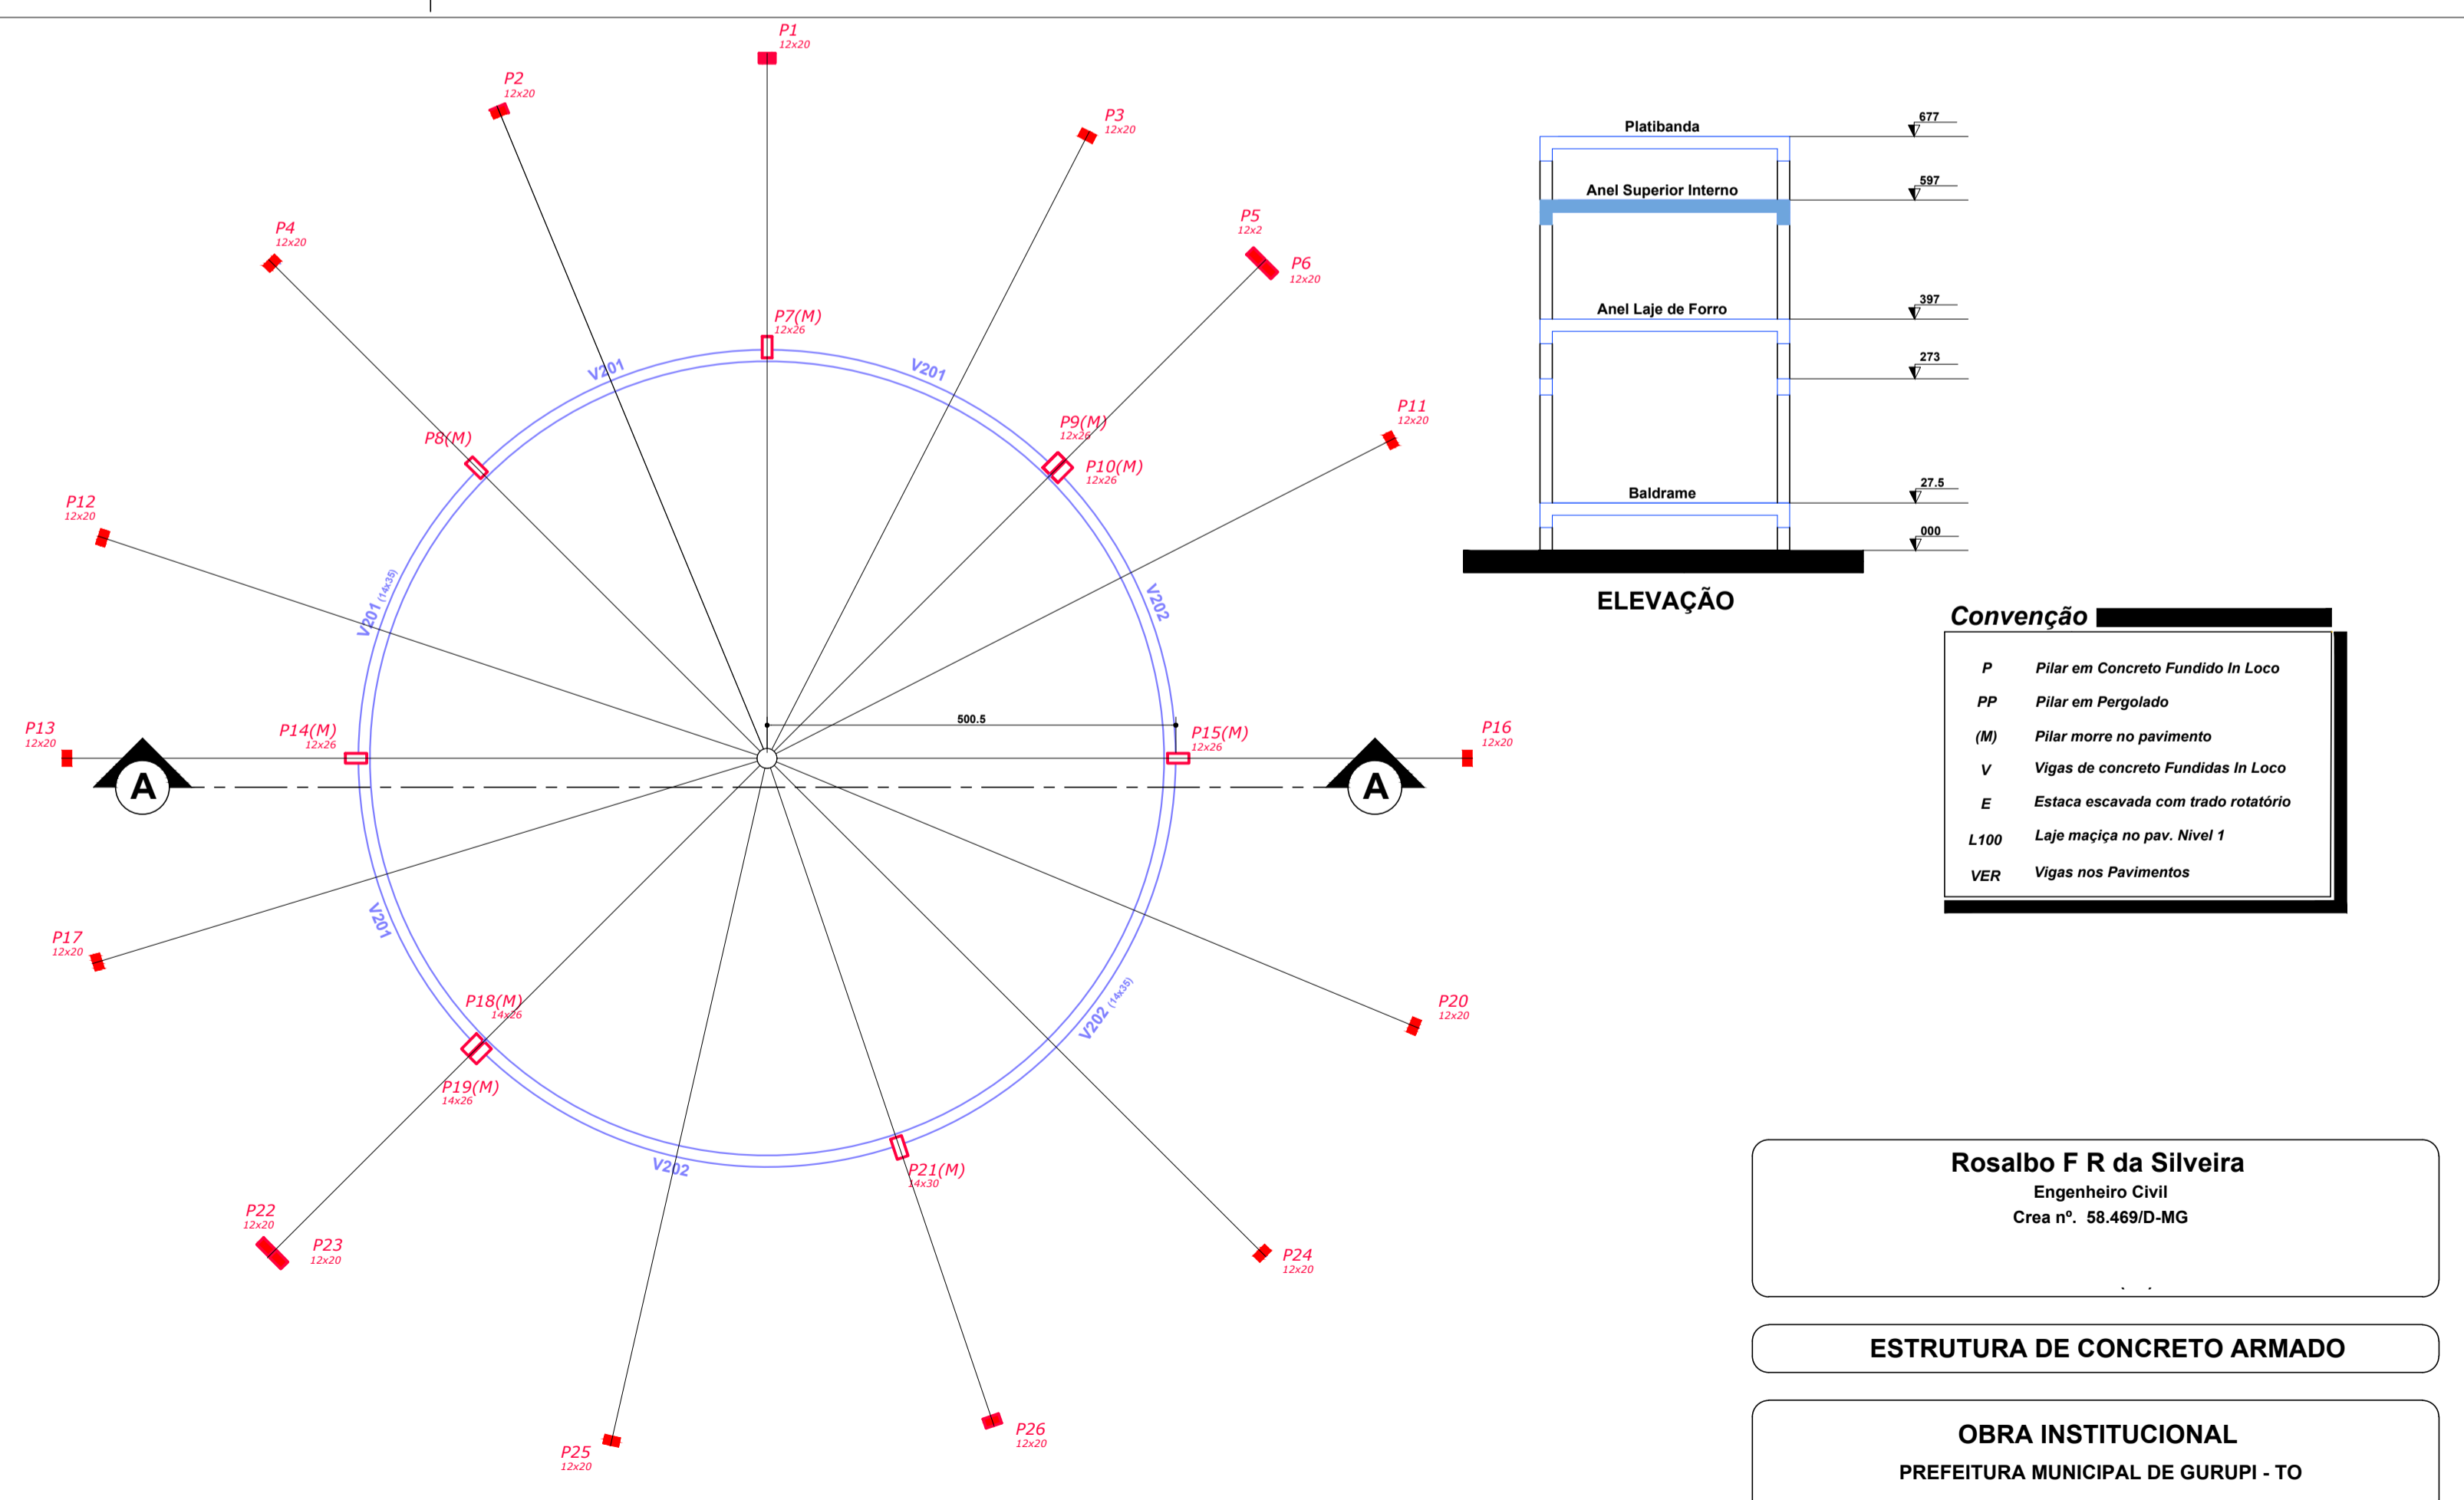 P1
12x20
P2
12x20
P3
12x20
P4
12x20
P5
12x2
P6
12x20
P7(M)
12x26
V201
V201
P8(M)
P9(M)
12x26
P10(M)
12x26
P11
12x20
P12
12x20
V201 (14x35)
V202
P13
12x20
P14(M)
12x26
500.5
P15(M)
12x26
P16
12x20
A
A
P17
12x20
V201
P18(M)
14x26
P19(M)
14x26
V202 (14x35)
P20
12x20
V202
P21(M)
14x30
P22
12x20
P23
12x20
P24
12x20
P25
12x20
P26
12x20
Platibanda
677
Anel Superior Interno
597
Anel Laje de Forro
397
273
Baldrame
27.5
000
ELEVAÇÃO
Convenção
P Pilar em Concreto Fundido In Loco
PP Pilar em Pergolado
(M) Pilar morre no pavimento
V Vigas de concreto Fundidas In Loco
E Estaca escavada com trado rotatório
L100 Laje maçiça no pav. Nivel 1
VER Vigas nos Pavimentos
Rosalbo F R da Silveira
Engenheiro Civil
Crea nº. 58.469/D-MG
ESTRUTURA DE CONCRETO ARMADO
OBRA INSTITUCIONAL
PREFEITURA MUNICIPAL DE GURUPI - TO